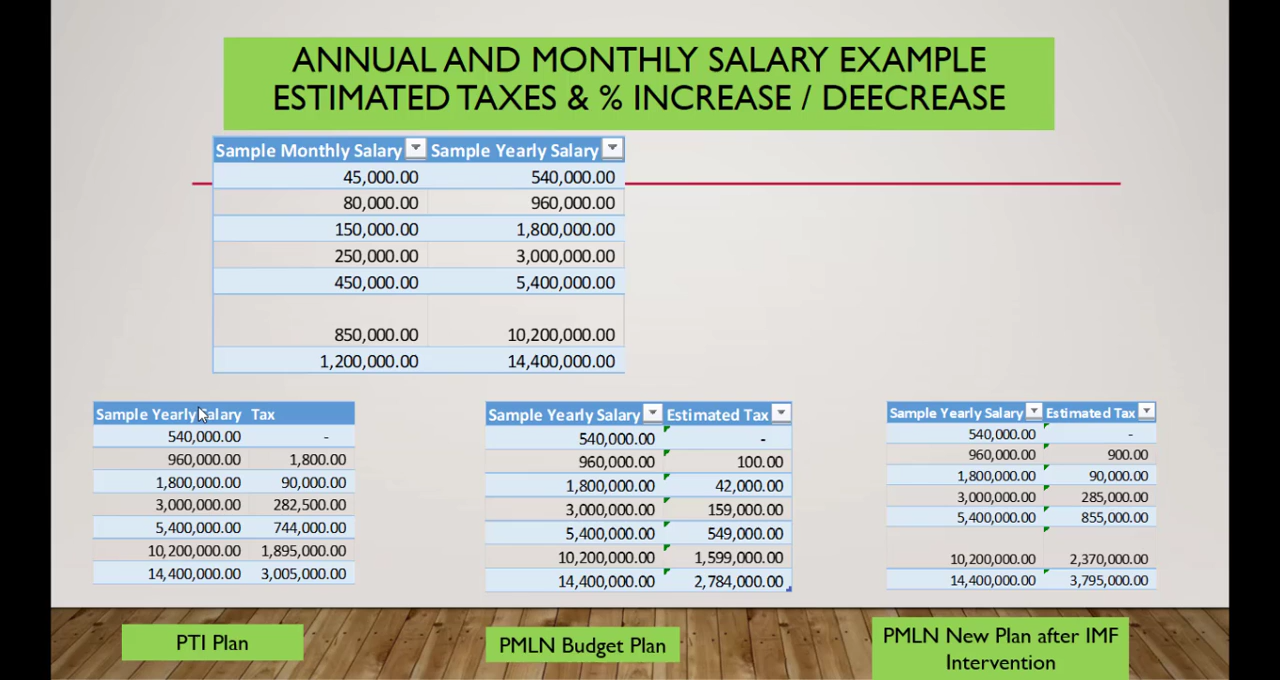 ANNUAL AND MONTHLY SALARY EXAMPLE
ESTIMATED TAXES & % INCREASE / DEECREASE
Sample Monthly Salary Sample Yearly Salary
45,000.00 540,000.00
80,000.00 960,000.00
150,000.00 1,800,000.00
250,000.00 3,000,000.00
450,000.00 5,400,000.00
850,000.00 10,200,000.00
1,200,000.00 14,400,000.00
Sample Yearly Salary Tax
540,000.00 -
960,000.00 1,800.00
1,800,000.00 90,000.00
3,000,000.00 282,500.00
5,400,000.00 744,000.00
10,200,000.00 1,895,000.00
14,400,000.00 3,005,000.00
PTI Plan
Sample Yearly Salary Estimated Tax
540,000.00 -
960,000.00 100.00
1,800,000.00 42,000.00
3,000,000.00 159,000.00
5,400,000.00 549,000.00
10,200,000.00 1,599,000.00
14,400,000.00 2,784,000.00
PMLN Budget Plan
Sample Yearly Salary Estimated Tax
540,000.00 -
960,000.00 900.00
1,800,000.00 90,000.00
3,000,000.00 285,000.00
5,400,000.00 855,000.00
10,200,000.00 2,370,000.00
14,400,000.00 3,795,000.00
PMLN New Plan after IMF
Intervention